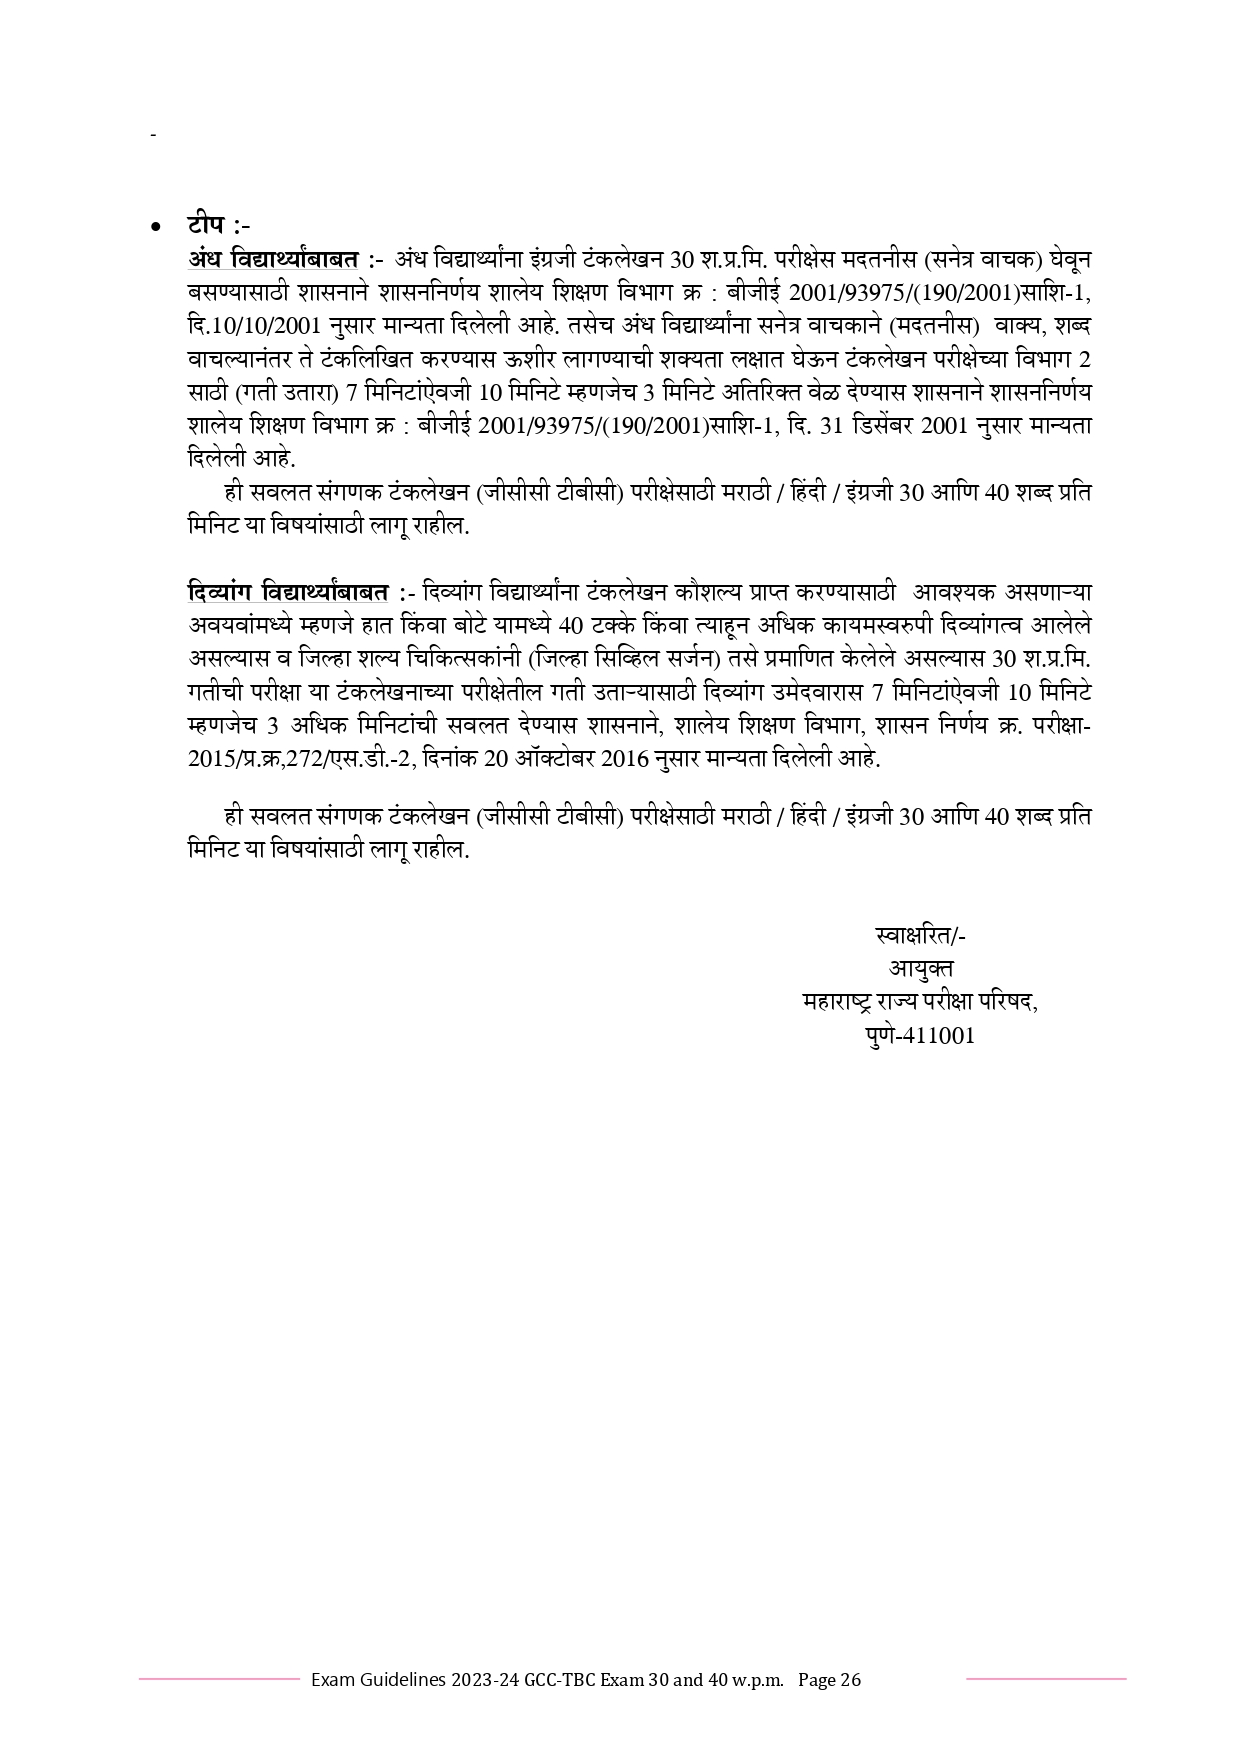 -
• टीप :-
अंध विद्यार्थ्यांबाबत :- अंध विद्यार्थ्यांना इंग्रजी टंकलेखन 30 श.प्र.मि. परीक्षेस मदतनीस (सनेत्र वाचक) घेवून
बसण्यासाठी शासनाने शासननिर्णय शालेय शिक्षण विभाग क्र : बीजीई 2001/93975/(190/2001)साशि-1,
दि.10/10/2001 नुसार मान्यता दिलेली आहे. तसेच अंध विद्यार्थ्यांना सनेत्र वाचकाने (मदतनीस) वाक्य, शब्द
वाचल्यानंतर ते टंकलिखित करण्यास ऊशीर लागण्याची शक्यता लक्षात घेऊन टंकलेखन परीक्षेच्या विभाग 2
साठी (गती उतारा) 7 मिनिटांऐवजी 10 मिनिटे म्हणजेच 3 मिनिटे अतिरिक्त वेळ देण्यास शासनाने शासननिर्णय
शालेय शिक्षण विभाग क्र : बीजीई 2001/93975/(190/2001)साशि-1, दि. 31 डिसेंबर 2001 नुसार मान्यता
दिलेली आहे.
ही सवलत संगणक टंकलेखन (जीसीसी टीबीसी) परीक्षेसाठी मराठी / हिंदी / इंग्रजी 30 आणि 40 शब्द प्रति
मिनिट या विषयांसाठी लागू राहील.
दिव्यांग विद्यार्थ्यांबाबत :- दिव्यांग विद्यार्थ्यांना टंकलेखन कौशल्य प्राप्त करण्यासाठी आवश्यक असणाऱ्या
अवयवांमध्ये म्हणजे हात किंवा बोटे यामध्ये 40 टक्के किंवा त्याहून अधिक कायमस्वरुपी दिव्यांगत्व आलेले
असल्यास व जिल्हा शल्य चिकित्सकांनी (जिल्हा सिव्हिल सर्जन) तसे प्रमाणित केलेले असल्यास 30 श.प्र.मि.
गतीची परीक्षा या टंकलेखनाच्या परीक्षेतील गती उताऱ्यासाठी दिव्यांग उमेदवारास 7 मिनिटांऐवजी 10 मिनिटे
म्हणजेच 3 अधिक मिनिटांची सवलत देण्यास शासनाने, शालेय शिक्षण विभाग, शासन निर्णय क्र. परीक्षा-
2015/प्र.क्र,272/एस.डी.-2, दिनांक 20 ऑक्टोबर 2016 नुसार मान्यता दिलेली आहे.
ही सवलत संगणक टंकलेखन (जीसीसी टीबीसी) परीक्षेसाठी मराठी / हिंदी / इंग्रजी 30 आणि 40 शब्द प्रति
मिनिट या विषयांसाठी लागू राहील.
स्वाक्षरित/-
आयुक्त
महाराष्ट्र राज्य परीक्षा परिषद,
पुणे-411001
Exam Guidelines 2023-24 GCC-TBC Exam 30 and 40 w.p.m. Page 26